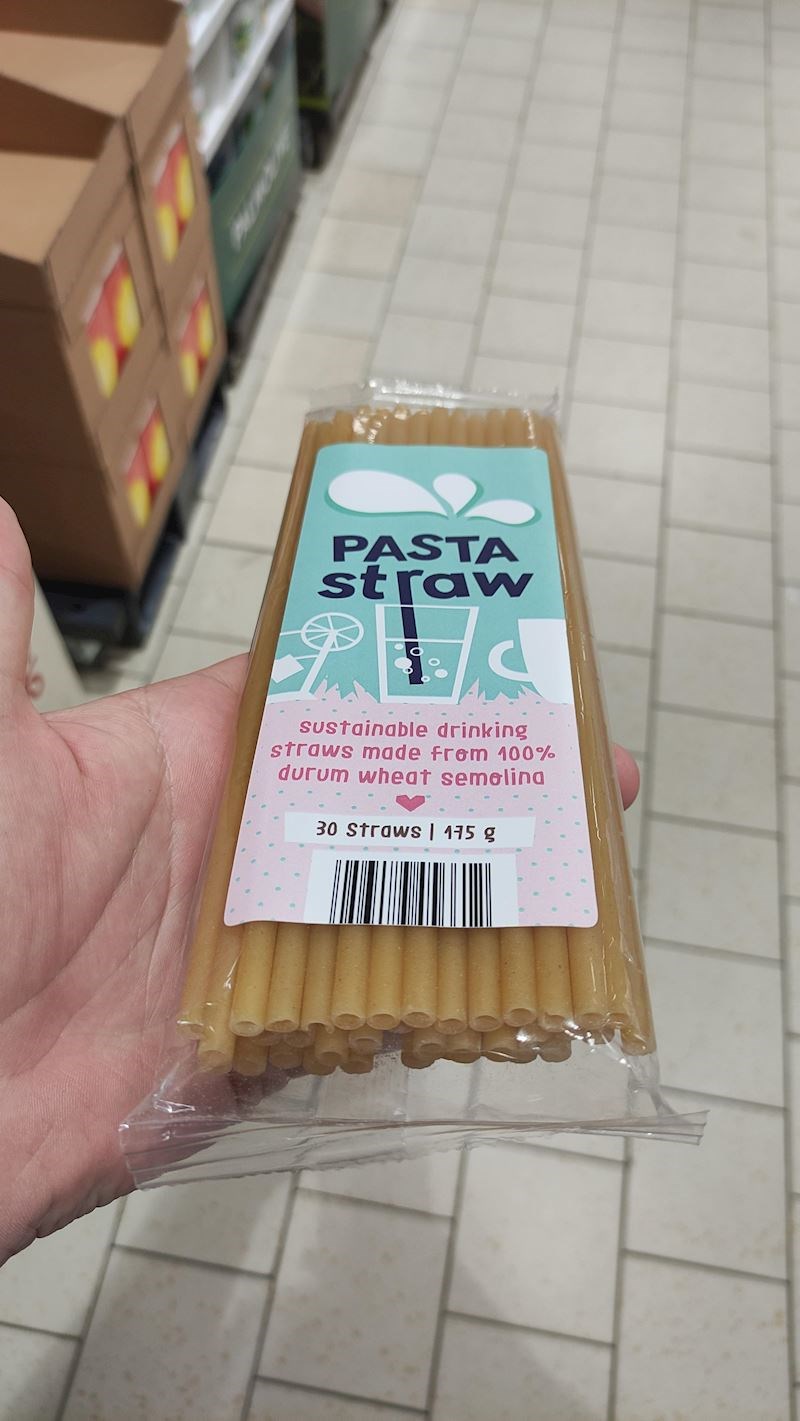 PASTA
straw
sustainable drinking
straws made from 100%
durum wheat semolina
30 Straws | 175 g